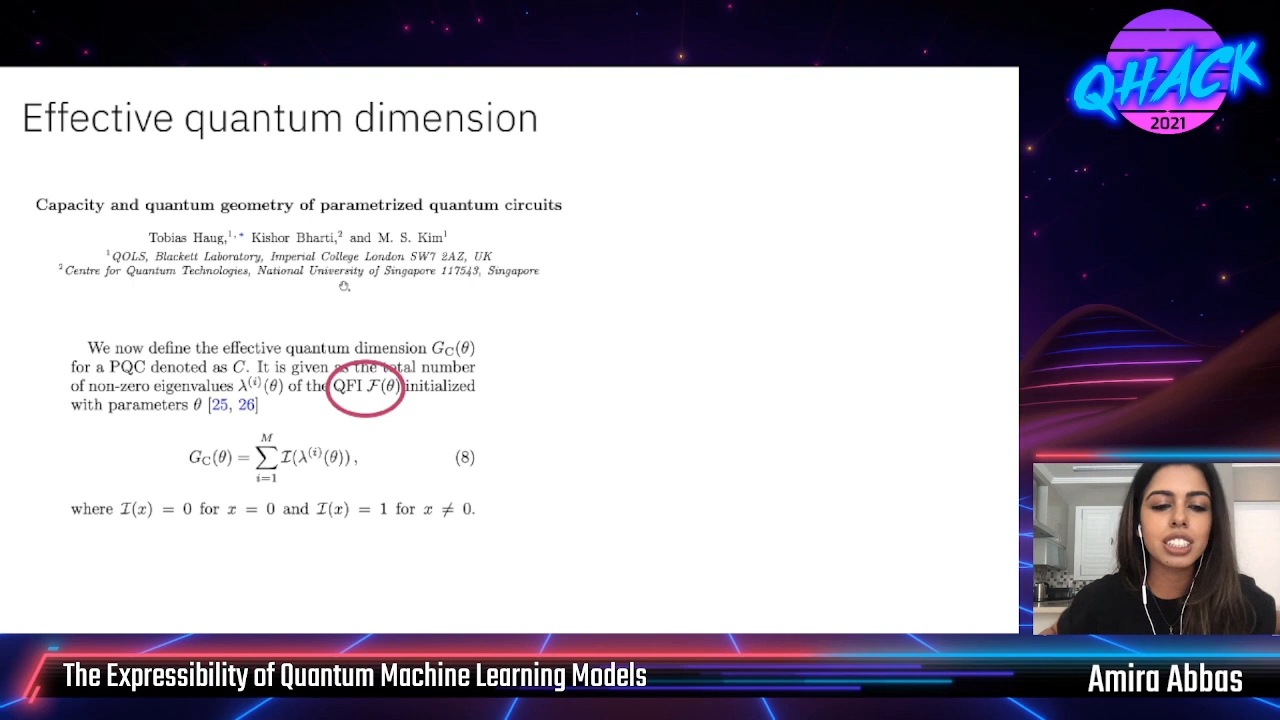 Effective quantum dimension
Capacity and quantum geometry of parametrized quantum circuits
Tobias Haug,¹,* Kishor Bharti,² and M. S. Kim¹
¹QOLS, Blackett Laboratory, Imperial College London SW7 2AZ, UK
²Centre for Quantum Technologies, National University of Singapore 117543, Singapore
We now define the effective quantum dimension G_C(θ)
for a PQC denoted as C. It is given as the total number
of non-zero eigenvalues λ⁽ⁱ⁾(θ) of the QFI ℱ(θ) initialized
with parameters θ [25, 26]
G_C(θ) = ∑_{i=1}^{M} ℐ(λ⁽ⁱ⁾(θ)) , (8)
where ℐ(x) = 0 for x = 0 and ℐ(x) = 1 for x ≠ 0.
QHACK
2021
The Expressibility of Quantum Machine Learning Models
Amira Abbas